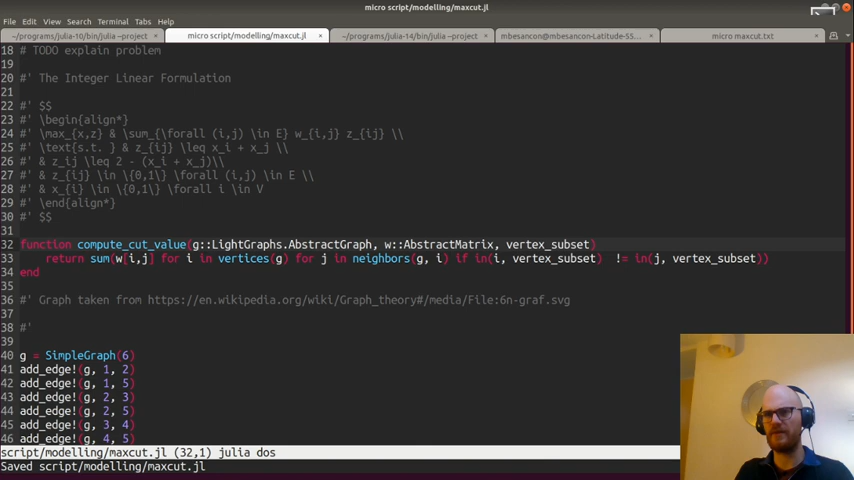 micro script/modelling/maxcut.jl
File Edit View Search Terminal Tabs Help
~/programs/julia-10/bin/julia --project × micro script/modelling/maxcut.jl × ~/programs/julia-14/bin/julia --project × mbesancon@mbesancon-Latitude-55... × micro maxcut.txt ×
18 # TODO explain problem
19
20 #' The Integer Linear Formulation
21
22 #' $$
23 #' \begin{align*}
24 #' \max_{x,z} & \sum_{\forall (i,j) \in E} w_{i,j} z_{ij} \\
25 #' \text{s.t. } & z_{ij} \leq x_i + x_j \\
26 #' & z_ij \leq 2 - (x_i + x_j)\\
27 #' & z_{ij} \in \{0,1\} \forall (i,j) \in E \\
28 #' & x_{i} \in \{0,1\} \forall i \in V
29 #' \end{align*}
30 #' $$
31
32 function compute_cut_value(g::LightGraphs.AbstractGraph, w::AbstractMatrix, vertex_subset)
33     return sum(w[i,j] for i in vertices(g) for j in neighbors(g, i) if in(i, vertex_subset)  != in(j, vertex_subset))
34 end
35
36 #' Graph taken from https://en.wikipedia.org/wiki/Graph_theory#/media/File:6n-graf.svg
37
38 #'
39
40 g = SimpleGraph(6)
41 add_edge!(g, 1, 2)
42 add_edge!(g, 1, 5)
43 add_edge!(g, 2, 3)
44 add_edge!(g, 2, 5)
45 add_edge!(g, 3, 4)
46 add_edge!(g, 4, 5)
script/modelling/maxcut.jl (32,1) julia dos
Saved script/modelling/maxcut.jl